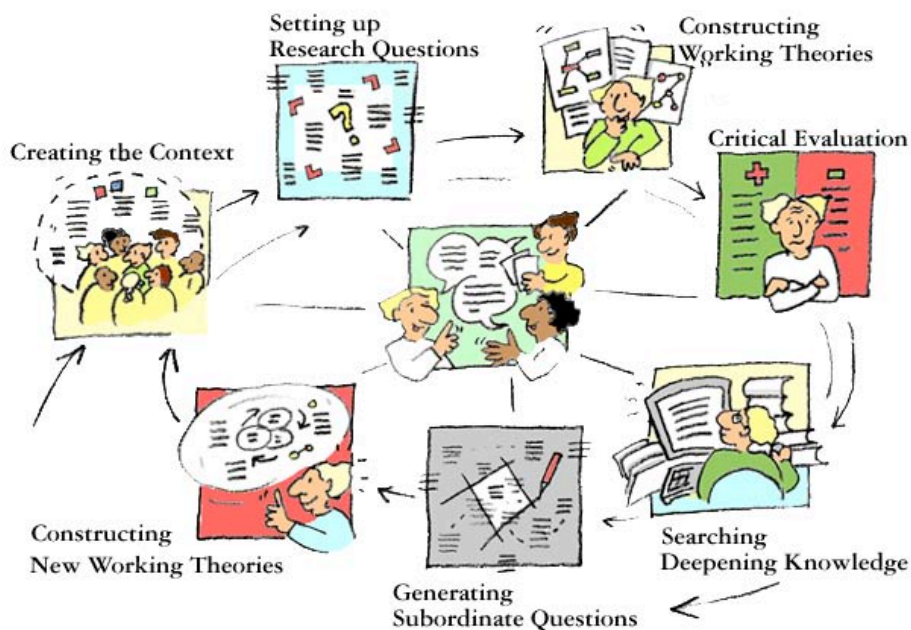 Setting up
Research Questions
Constructing
Working Theories
Creating the Context
Critical Evaluation
Constructing
New Working Theories
Searching
Deepening Knowledge
Generating
Subordinate Questions